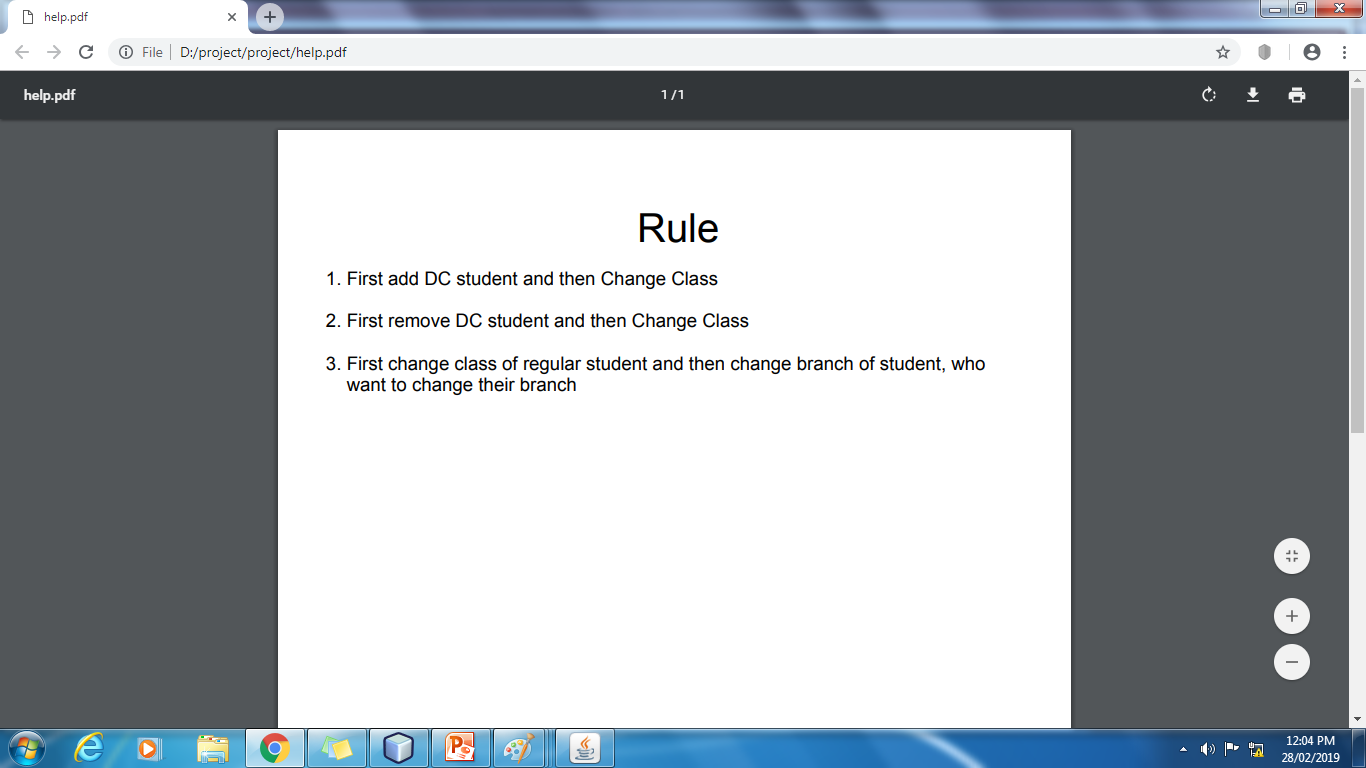 help.pdf
File D:/project/project/help.pdf
help.pdf
1 / 1
Rule
1. First add DC student and then Change Class
2. First remove DC student and then Change Class
3. First change class of regular student and then change branch of student, who
want to change their branch
12:04 PM
28/02/2019